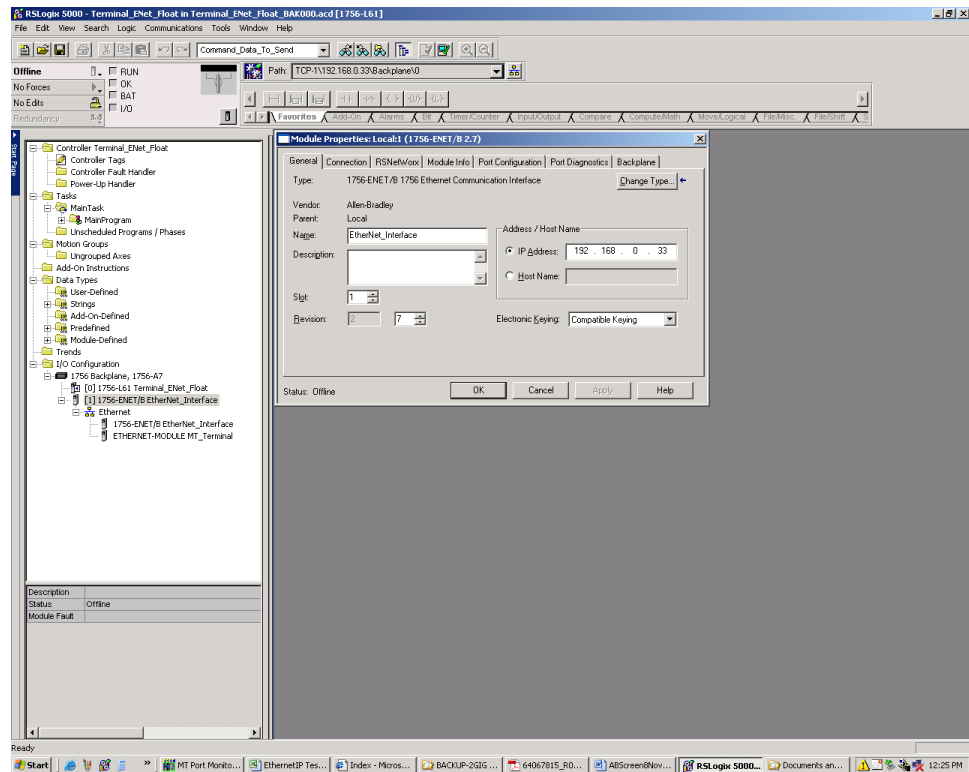 RSLogix 5000 - Terminal_ENet_Float in Terminal_ENet_Float_BAK000.acd [1756-L61]
File Edit View Search Logic Communications Tools Window Help
Command_Data_To_Send
Offline RUN Path: TCP-1\192.168.0.33\Backplane\0
No Forces OK
No Edits BAT
Redundancy I/O
Favorites Add-On Alarms Bit Timer/Counter Input/Output Compare Compute/Math Move/Logical File/Misc. File/Shift S
Start Page
Controller Terminal_ENet_Float
Controller Tags
Controller Fault Handler
Power-Up Handler
Tasks
MainTask
MainProgram
Unscheduled Programs / Phases
Motion Groups
Ungrouped Axes
Add-On Instructions
Data Types
User-Defined
Strings
Add-On-Defined
Predefined
Module-Defined
Trends
I/O Configuration
1756 Backplane, 1756-A7
[0] 1756-L61 Terminal_ENet_Float
[1] 1756-ENET/B EtherNet_Interface
Ethernet
1756-ENET/B EtherNet_Interface
ETHERNET-MODULE MT_Terminal
Description
Status Offline
Module Fault
Module Properties: Local:1 (1756-ENET/B 2.7)
General Connection RSNetWorx Module Info Port Configuration Port Diagnostics Backplane
Type: 1756-ENET/B 1756 Ethernet Communication Interface Change Type...
Vendor: Allen-Bradley
Parent: Local
Name: EtherNet_Interface
Description:
Slot: 1
Revision: 2 7
Address / Host Name
IP Address: 192 . 168 . 0 . 33
Host Name:
Electronic Keying: Compatible Keying
Status: Offline OK Cancel Apply Help
Ready
Start » MT Port Monito... EthernetIP Tes... Index - Micros... BACKUP-2GIG ... 64067815_R0... ABScreen8Nov... RSLogix 5000... Documents an... 12:25 PM